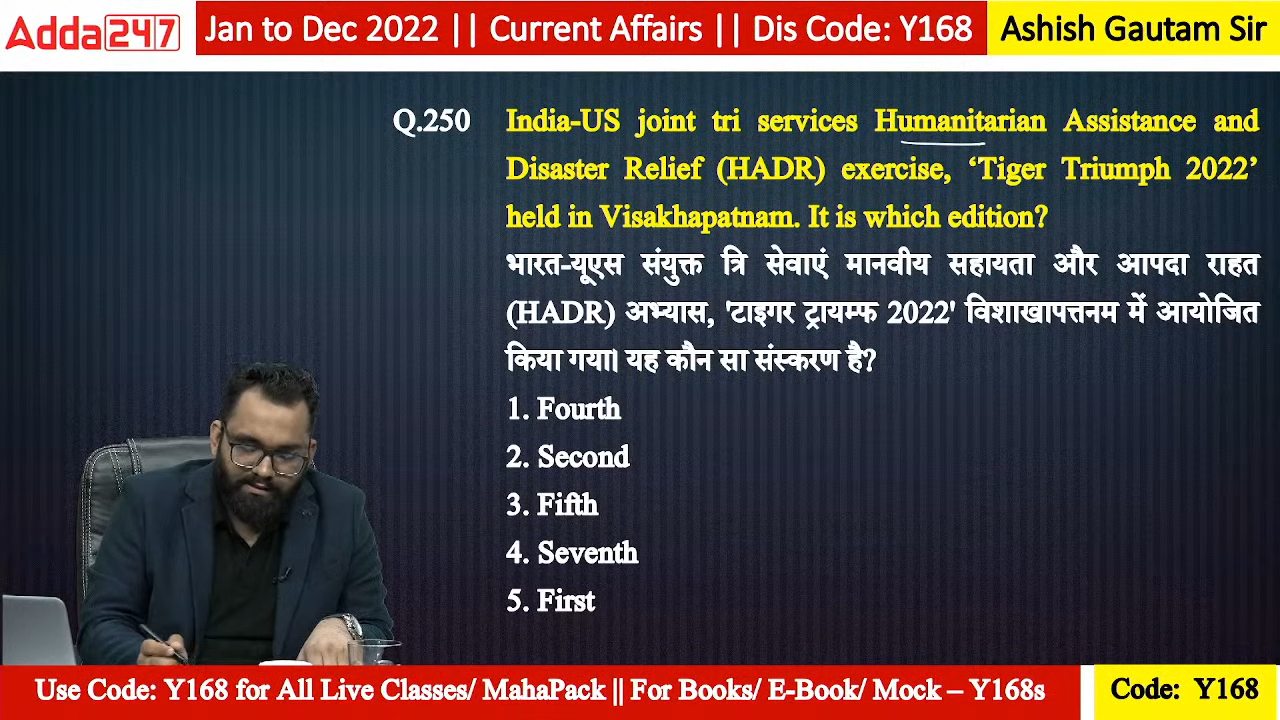 Adda247
Jan to Dec 2022 || Current Affairs || Dis Code: Y168
Ashish Gautam Sir
Q.250 India-US joint tri services Humanitarian Assistance and
Disaster Relief (HADR) exercise, ‘Tiger Triumph 2022’
held in Visakhapatnam. It is which edition?
भारत-यूएस संयुक्त त्रि सेवाएं मानवीय सहायता और आपदा राहत
(HADR) अभ्यास, 'टाइगर ट्रायम्फ 2022' विशाखापत्तनम में आयोजित
किया गया। यह कौन सा संस्करण है?
1. Fourth
2. Second
3. Fifth
4. Seventh
5. First
Use Code: Y168 for All Live Classes/ MahaPack || For Books/ E-Book/ Mock – Y168s
Code: Y168